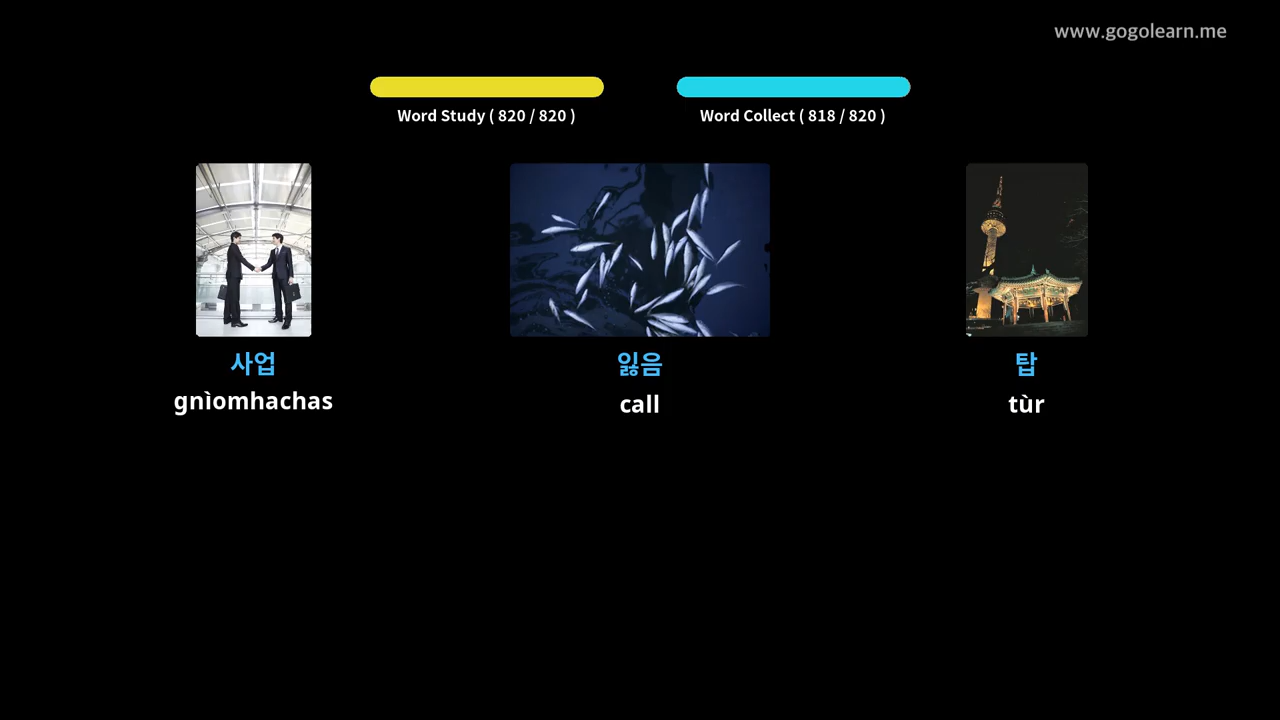 www.gogolearn.me
Word Study ( 820 / 820 )
Word Collect ( 818 / 820 )
사업
gnìomhachas
잃음
call
탑
tùr